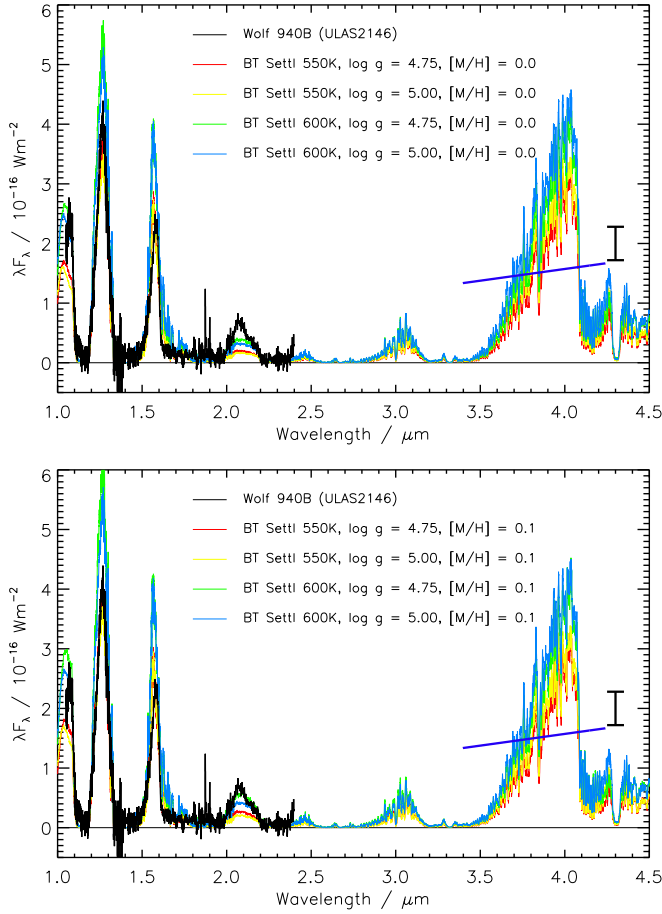 6
5
4
3
2
1
0
λFλ / 10⁻¹⁶ Wm⁻²
Wolf 940B (ULAS2146)
BT Settl 550K, log g = 4.75, [M/H] = 0.0
BT Settl 550K, log g = 5.00, [M/H] = 0.0
BT Settl 600K, log g = 4.75, [M/H] = 0.0
BT Settl 600K, log g = 5.00, [M/H] = 0.0
1.0 1.5 2.0 2.5 3.0 3.5 4.0 4.5
Wavelength / μm
6
5
4
3
2
1
0
λFλ / 10⁻¹⁶ Wm⁻²
Wolf 940B (ULAS2146)
BT Settl 550K, log g = 4.75, [M/H] = 0.1
BT Settl 550K, log g = 5.00, [M/H] = 0.1
BT Settl 600K, log g = 4.75, [M/H] = 0.1
BT Settl 600K, log g = 5.00, [M/H] = 0.1
1.0 1.5 2.0 2.5 3.0 3.5 4.0 4.5
Wavelength / μm